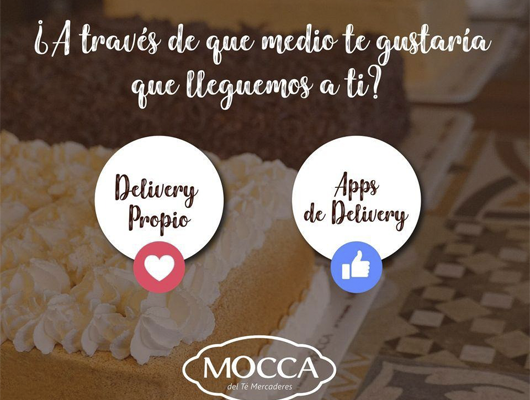 ¿A través de que medio te gustaría
que lleguemos a ti?
Delivery
Propio
Apps
de Delivery
MOCCA
del Té Mercaderes